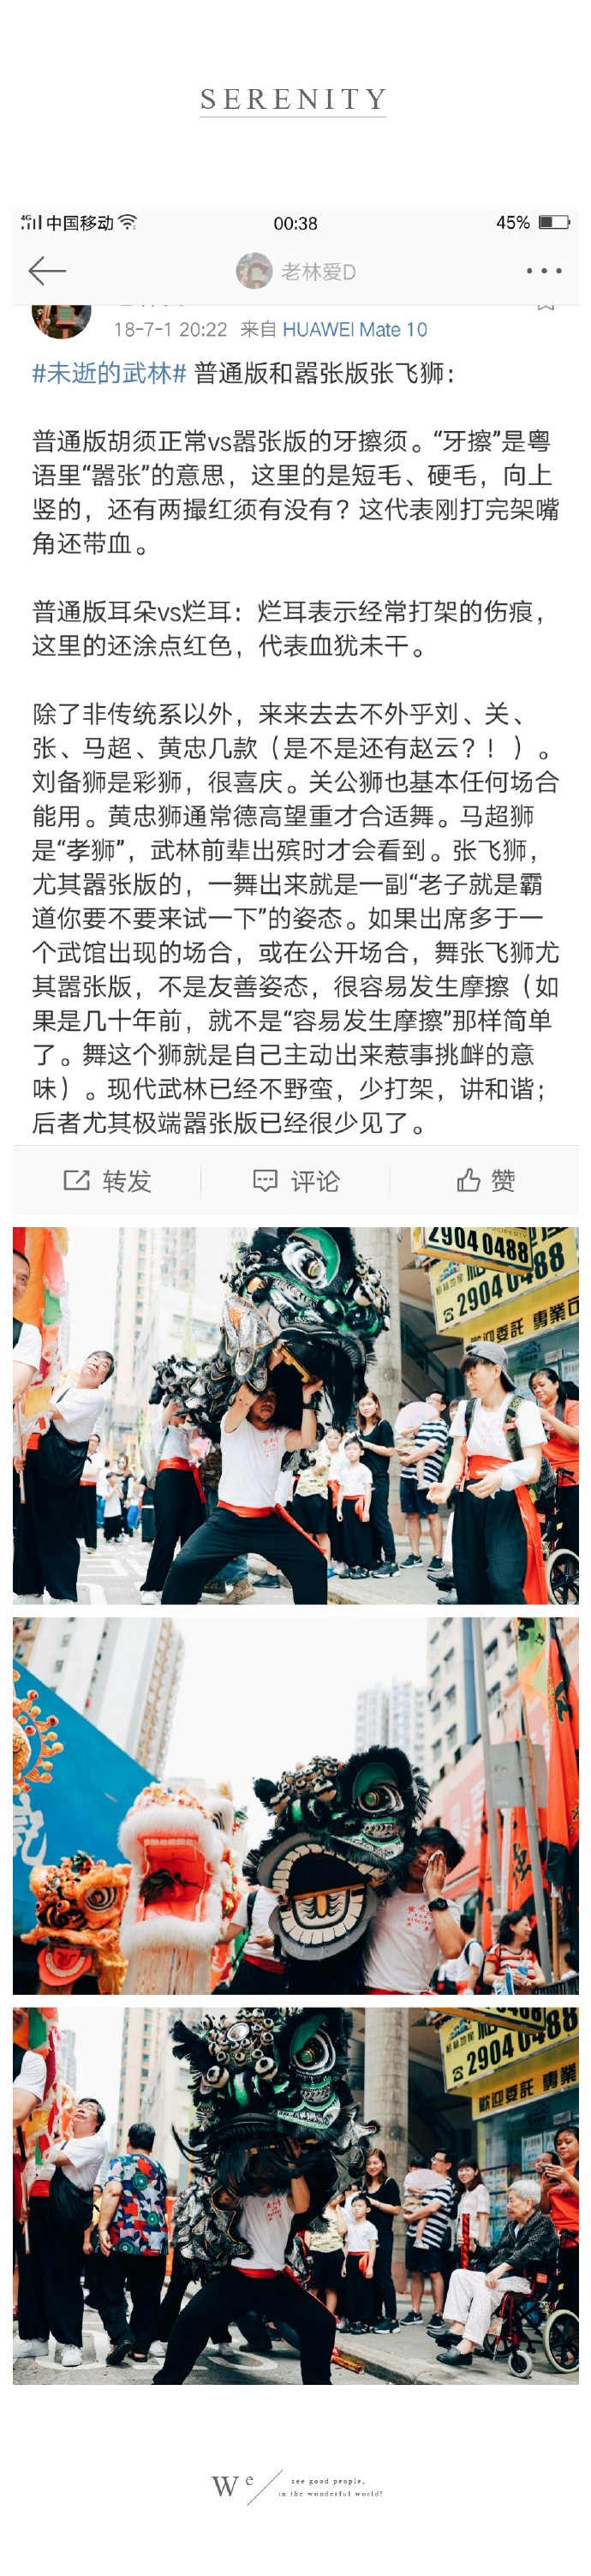 SERENITY
4G 中国移动 00:38 45%
老林爱D
18-7-1 20:22 来自 HUAWEI Mate 10
#未逝的武林# 普通版和嚣张版张飞狮:
普通版胡须正常vs嚣张版的牙擦须。“牙擦”是粤
语里“嚣张”的意思，这里的是短毛、硬毛，向上
竖的，还有两撮红须有没有？这代表刚打完架嘴
角还带血。
普通版耳朵vs烂耳：烂耳表示经常打架的伤痕，
这里的还涂点红色，代表血犹未干。
除了非传统系以外，来来去去不外乎刘、关、
张、马超、黄忠几款（是不是还有赵云？！）。
刘备狮是彩狮，很喜庆。关公狮也基本任何场合
能用。黄忠狮通常德高望重才合适舞。马超狮
是“孝狮”，武林前辈出殡时才会看到。张飞狮，
尤其嚣张版的，一舞出来就是一副“老子就是霸
道你要不要来试一下”的姿态。如果出席多于一
个武馆出现的场合，或在公开场合，舞张飞狮尤
其嚣张版，不是友善姿态，很容易发生摩擦（如
果是几十年前，就不是“容易发生摩擦”那样简单
了。舞这个狮就是自己主动出来惹事挑衅的意
味）。现代武林已经不野蛮，少打架，讲和谐；
后者尤其极端嚣张版已经很少见了。
转发 评论 赞
PROPERTY
2904 0488
2904 0488
歡迎委託 專業
2904 0488
歡迎委託 專業
We see good people,
in the wonderful world!